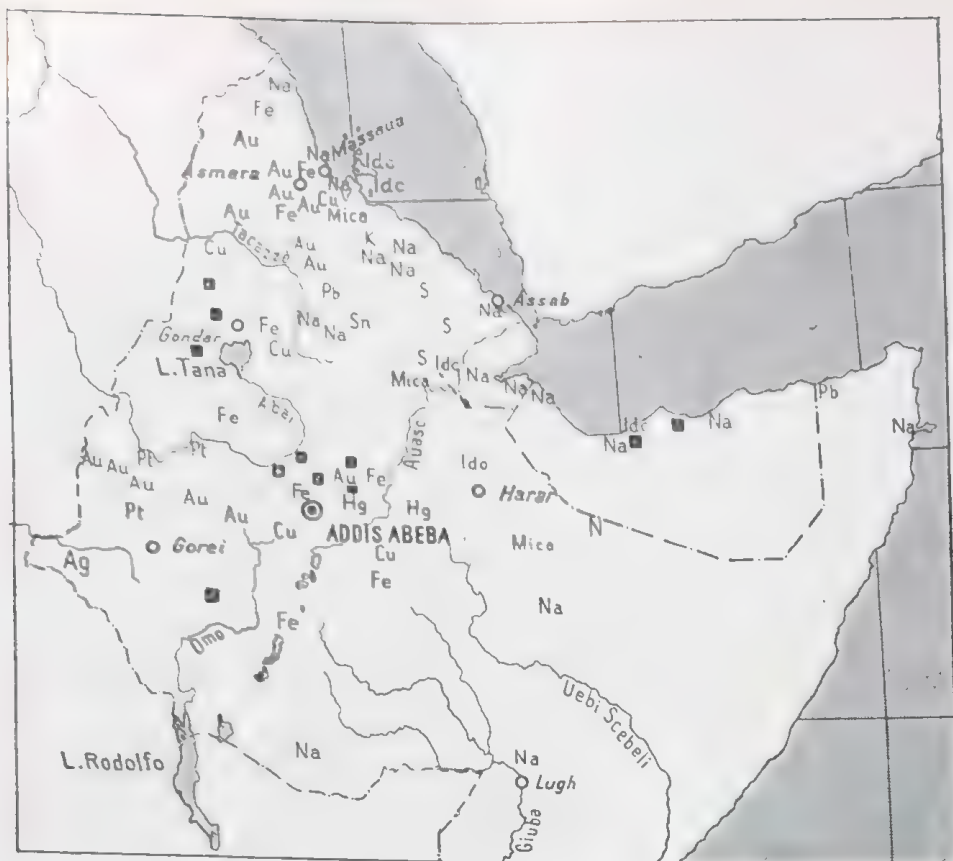 Na
Fe
Au
Massaua
Na
Idc
Asmara
Au
Fe
Na
Idc
Au
Cu
Au
Fe
Au
Mica
Tacazzè
Au
K
Na
Cu
Au
Na
Na
Pb
S
Assab
Na
Na
Sn
S
Gondar
Fe
Na
Cu
S
Idc
L.Tana
Mica
Na
Na
Na
Pb
Fe
Abai
Auasc
Idc
Na
Na
Na
Pt
Pt
Au
Au
Au
Fe
Ido
Au
Fe
Harar
Pt
Au
Hg
Hg
Au
Cu
ADDIS ABEBA
N
Gorei
Mica
Ag
Cu
Fe
Na
Fe
Omo
Uebi Scebeli
Na
Na
L.Rodolfo
Lugh
Giuba